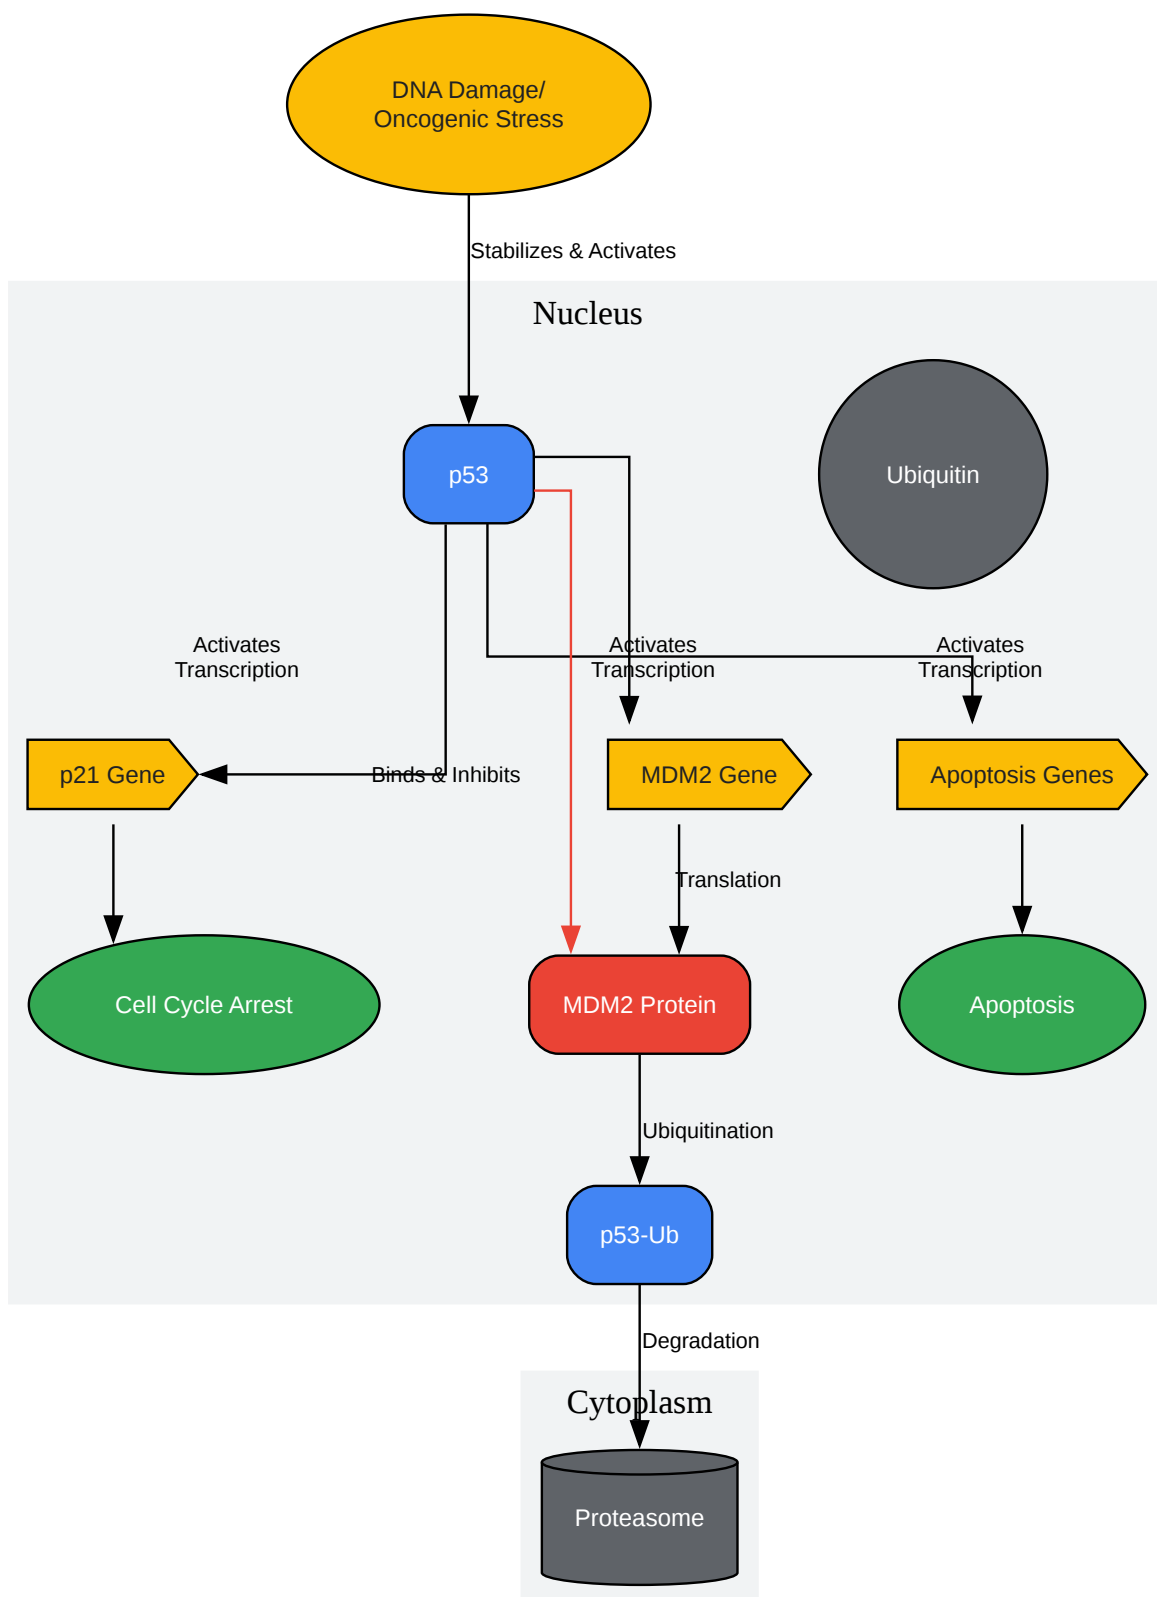 DNA Damage/
Oncogenic Stress
Stabilizes & Activates
Nucleus
p53
Ubiquitin
Activates
Transcription
Activates
Transcription
Activates
Transcription
p21 Gene
Binds & Inhibits
MDM2 Gene
Apoptosis Genes
Translation
Cell Cycle Arrest
MDM2 Protein
Apoptosis
Ubiquitination
p53-Ub
Degradation
Cytoplasm
Proteasome